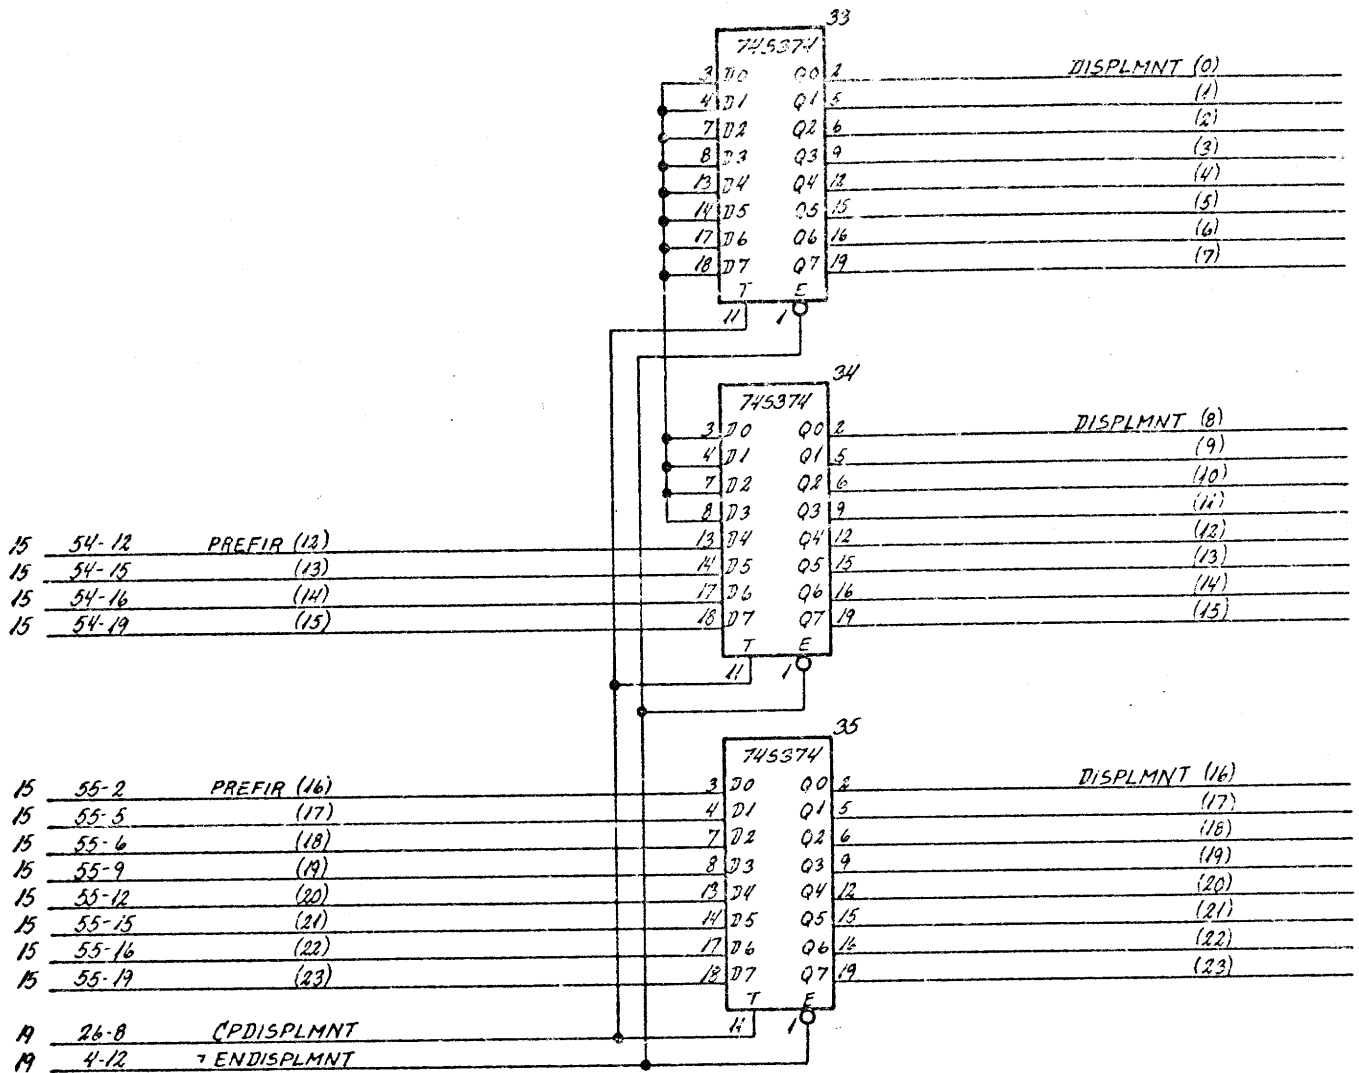 33
74S374
3 D0 Q0 2 DISPLMNT (0)
4 D1 Q1 5 (1)
7 D2 Q2 6 (2)
8 D3 Q3 9 (3)
13 D4 Q4 12 (4)
14 D5 Q5 15 (5)
17 D6 Q6 16 (6)
18 D7 Q7 19 (7)
T E
11 1
34
74S374
3 D0 Q0 2 DISPLMNT (8)
4 D1 Q1 5 (9)
7 D2 Q2 6 (10)
8 D3 Q3 9 (11)
15 54-12 PREFIR (12) 13 D4 Q4 12 (12)
15 54-15 (13) 14 D5 Q5 15 (13)
15 54-16 (14) 17 D6 Q6 16 (14)
15 54-19 (15) 18 D7 Q7 19 (15)
T E
11 1
35
74S374
15 55-2 PREFIR (16) 3 D0 Q0 2 DISPLMNT (16)
15 55-5 (17) 4 D1 Q1 5 (17)
15 55-6 (18) 7 D2 Q2 6 (18)
15 55-9 (19) 8 D3 Q3 9 (19)
15 55-12 (20) 13 D4 Q4 12 (20)
15 55-15 (21) 14 D5 Q5 15 (21)
15 55-16 (22) 17 D6 Q6 16 (22)
15 55-19 (23) 18 D7 Q7 19 (23)
T E
11 1
19 26-8 CPDISPLMNT
19 4-12 ¬ENDISPLMNT